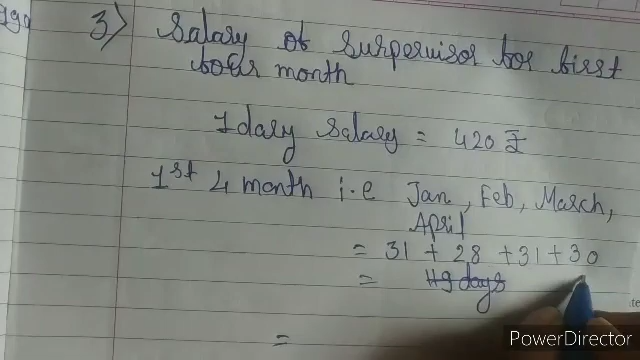 3) Salary of Surpervisor for first
four month
1 day Salary = 420 ₹
1st 4 month i.e Jan, Feb, March,
April
= 31 + 28 + 31 + 30
= 119 days
=
PowerDirector